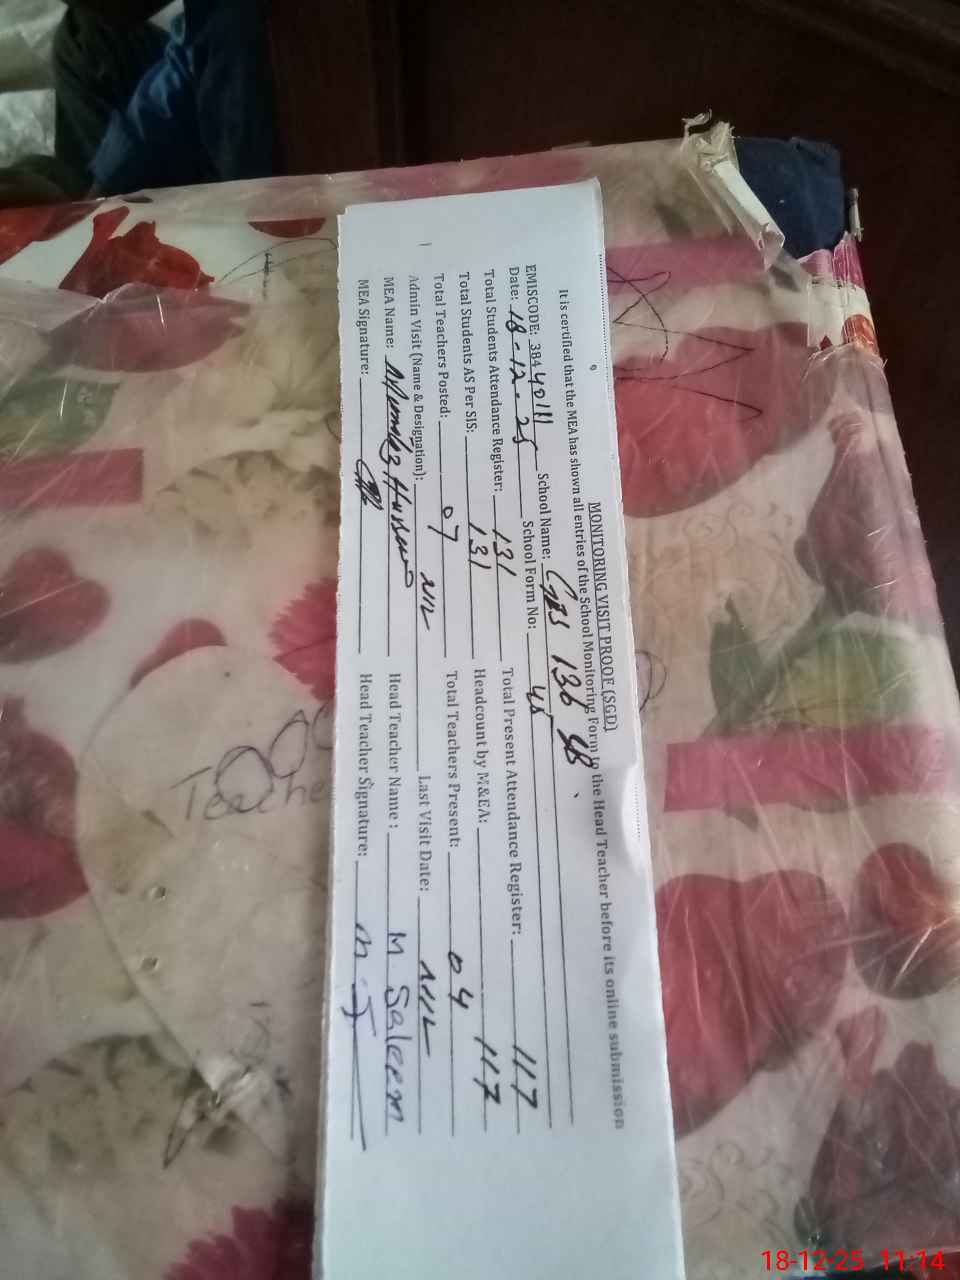 MONITORING VISIT PROOF (SGD)
It is certified that the MEA has shown all entries of the School Monitoring Form to the Head Teacher before its online submission
EMISCODE: 38440111 School Name: GPS 136 SB
Date: 18-12-25 School Form No: 45
Total Students Attendance Register: 131 Total Present Attendance Register: 117
Total Students AS Per SIS: 131 Headcount by M&EA: 117
Total Teachers Posted: 07 Total Teachers Present: 04
Admin Visit (Name & Designation): NIL Last Visit Date: NIL
MEA Name: Hussain Head Teacher Name : M. Saleem
MEA Signature: Head Teacher Signature:
Teache
18-12-25 11:14